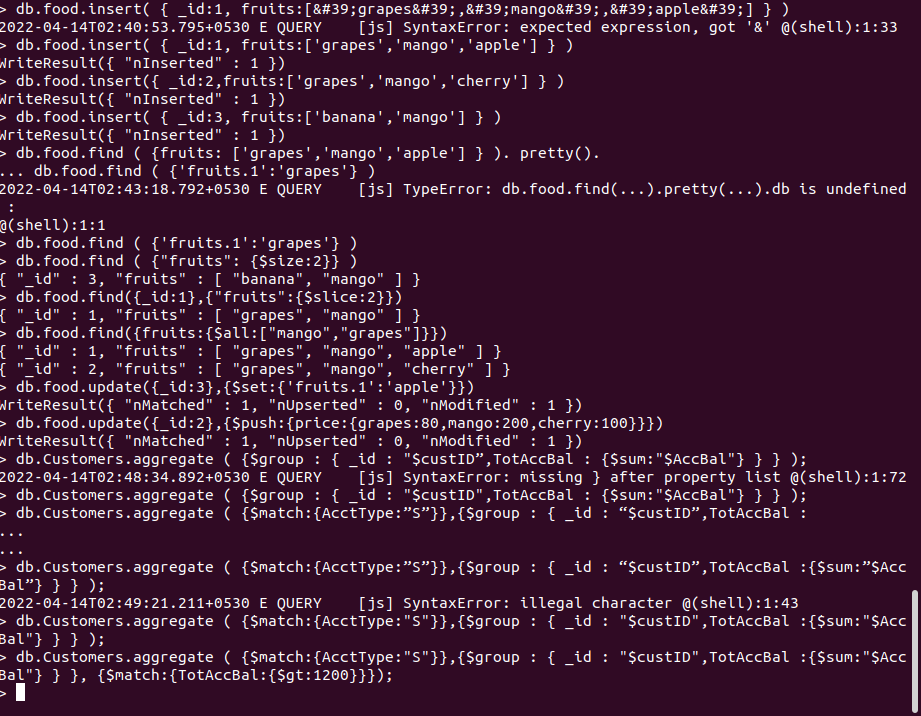 > db.food.insert( { _id:1, fruits:[&#39;grapes&#39;,&#39;mango&#39;,&#39;apple&#39;] } )
2022-04-14T02:40:53.795+0530 E QUERY    [js] SyntaxError: expected expression, got '&' @(shell):1:33
> db.food.insert( { _id:1, fruits:['grapes','mango','apple'] } )
WriteResult({ "nInserted" : 1 })
> db.food.insert({ _id:2,fruits:['grapes','mango','cherry'] } )
WriteResult({ "nInserted" : 1 })
> db.food.insert( { _id:3, fruits:['banana','mango'] } )
WriteResult({ "nInserted" : 1 })
> db.food.find ( {fruits: ['grapes','mango','apple'] } ). pretty().
... db.food.find ( {'fruits.1':'grapes'} )
2022-04-14T02:43:18.792+0530 E QUERY    [js] TypeError: db.food.find(...).pretty(...).db is undefined
 :
@(shell):1:1
> db.food.find ( {'fruits.1':'grapes'} )
> db.food.find ( {"fruits": {$size:2}} )
{ "_id" : 3, "fruits" : [ "banana", "mango" ] }
> db.food.find({_id:1},{"fruits":{$slice:2}})
{ "_id" : 1, "fruits" : [ "grapes", "mango" ] }
> db.food.find({fruits:{$all:["mango","grapes"]}})
{ "_id" : 1, "fruits" : [ "grapes", "mango", "apple" ] }
{ "_id" : 2, "fruits" : [ "grapes", "mango", "cherry" ] }
> db.food.update({_id:3},{$set:{'fruits.1':'apple'}})
WriteResult({ "nMatched" : 1, "nUpserted" : 0, "nModified" : 1 })
> db.food.update({_id:2},{$push:{price:{grapes:80,mango:200,cherry:100}}})
WriteResult({ "nMatched" : 1, "nUpserted" : 0, "nModified" : 1 })
> db.Customers.aggregate ( {$group : { _id : "$custID”,TotAccBal : {$sum:"$AccBal"} } } );
2022-04-14T02:48:34.892+0530 E QUERY    [js] SyntaxError: missing } after property list @(shell):1:72
> db.Customers.aggregate ( {$group : { _id : "$custID",TotAccBal : {$sum:"$AccBal"} } } );
> db.Customers.aggregate ( {$match:{AcctType:”S”}},{$group : { _id : “$custID”,TotAccBal :
...
...
> db.Customers.aggregate ( {$match:{AcctType:”S”}},{$group : { _id : “$custID”,TotAccBal :{$sum:”$Acc
Bal”} } } );
2022-04-14T02:49:21.211+0530 E QUERY    [js] SyntaxError: illegal character @(shell):1:43
> db.Customers.aggregate ( {$match:{AcctType:"S"}},{$group : { _id : "$custID",TotAccBal :{$sum:"$Acc
Bal"} } } );
> db.Customers.aggregate ( {$match:{AcctType:"S"}},{$group : { _id : "$custID",TotAccBal :{$sum:"$Acc
Bal"} } }, {$match:{TotAccBal:{$gt:1200}}});
>